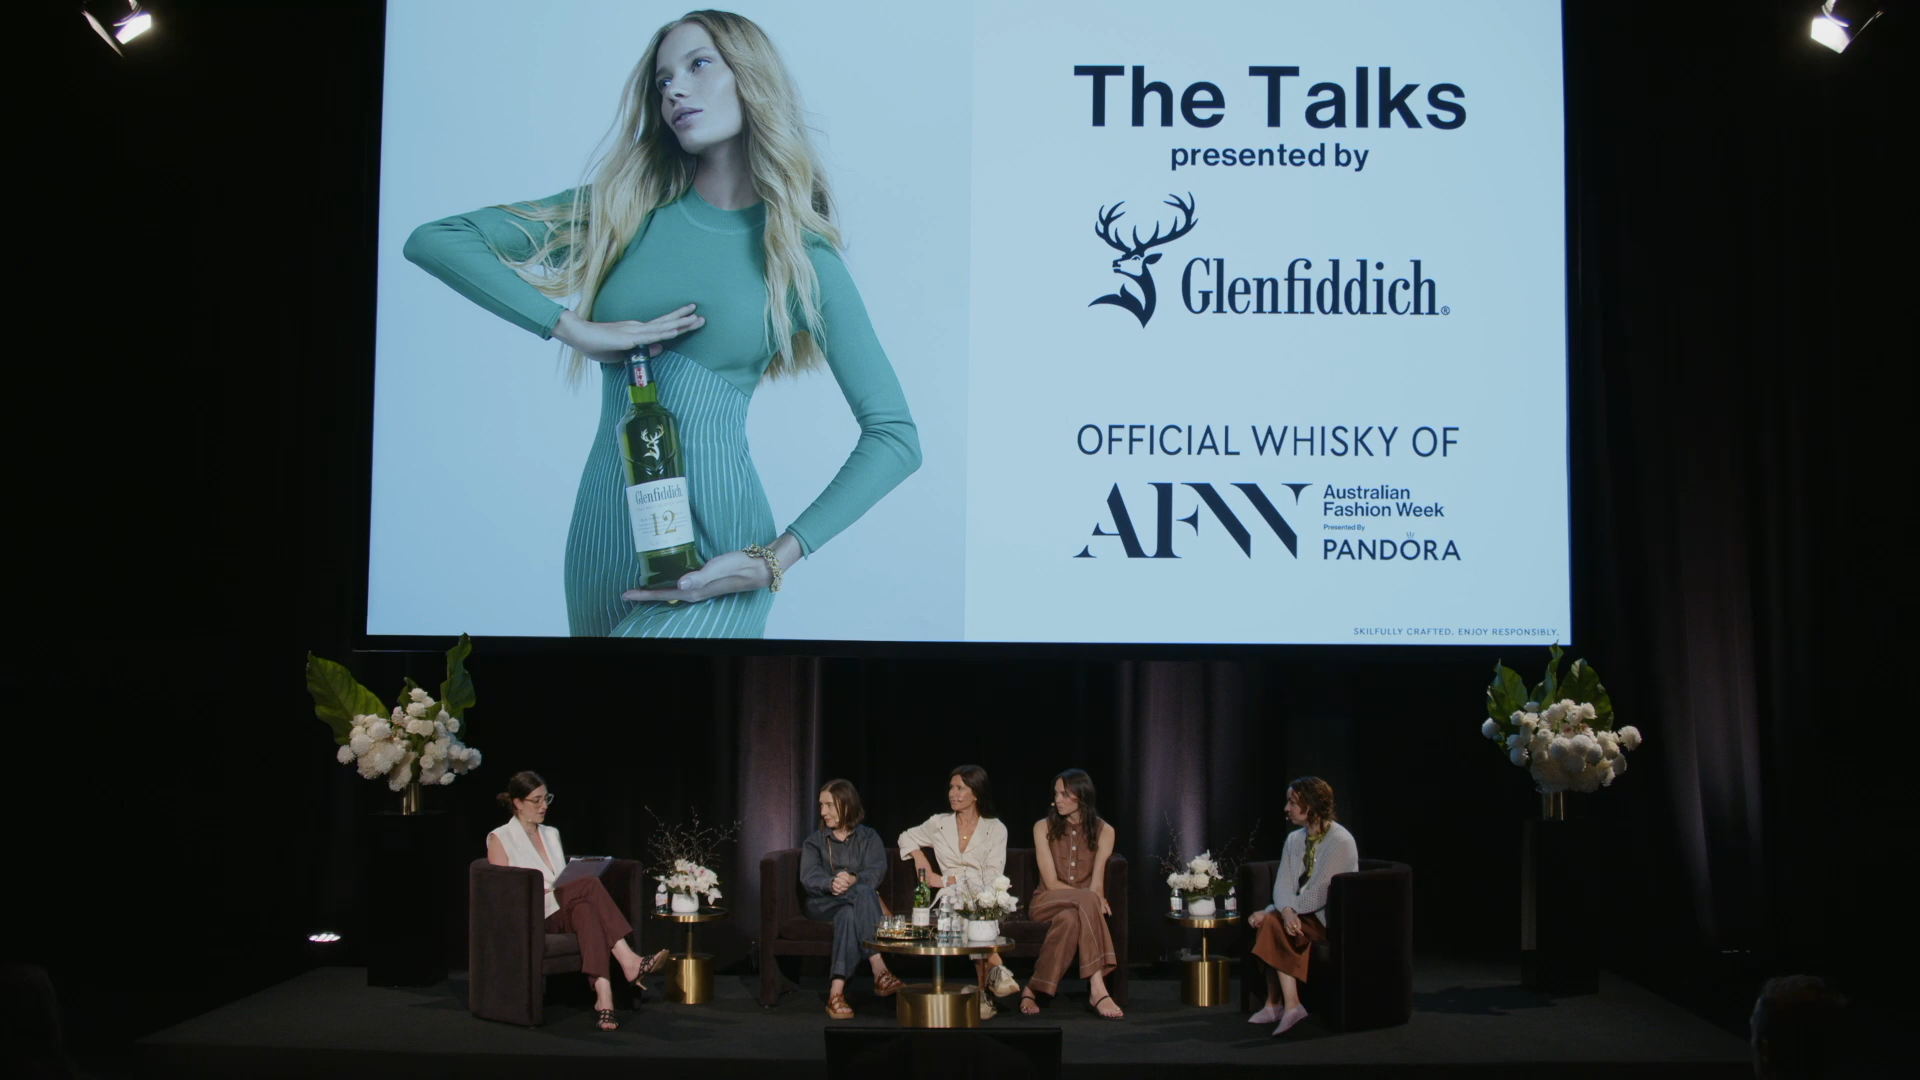 The Talks
presented by
Glenfiddich®
OFFICIAL WHISKY OF
AFW
Australian
Fashion Week
Presented By
PANDORA
SKILFULLY CRAFTED. ENJOY RESPONSIBLY.
Glenfiddich
12